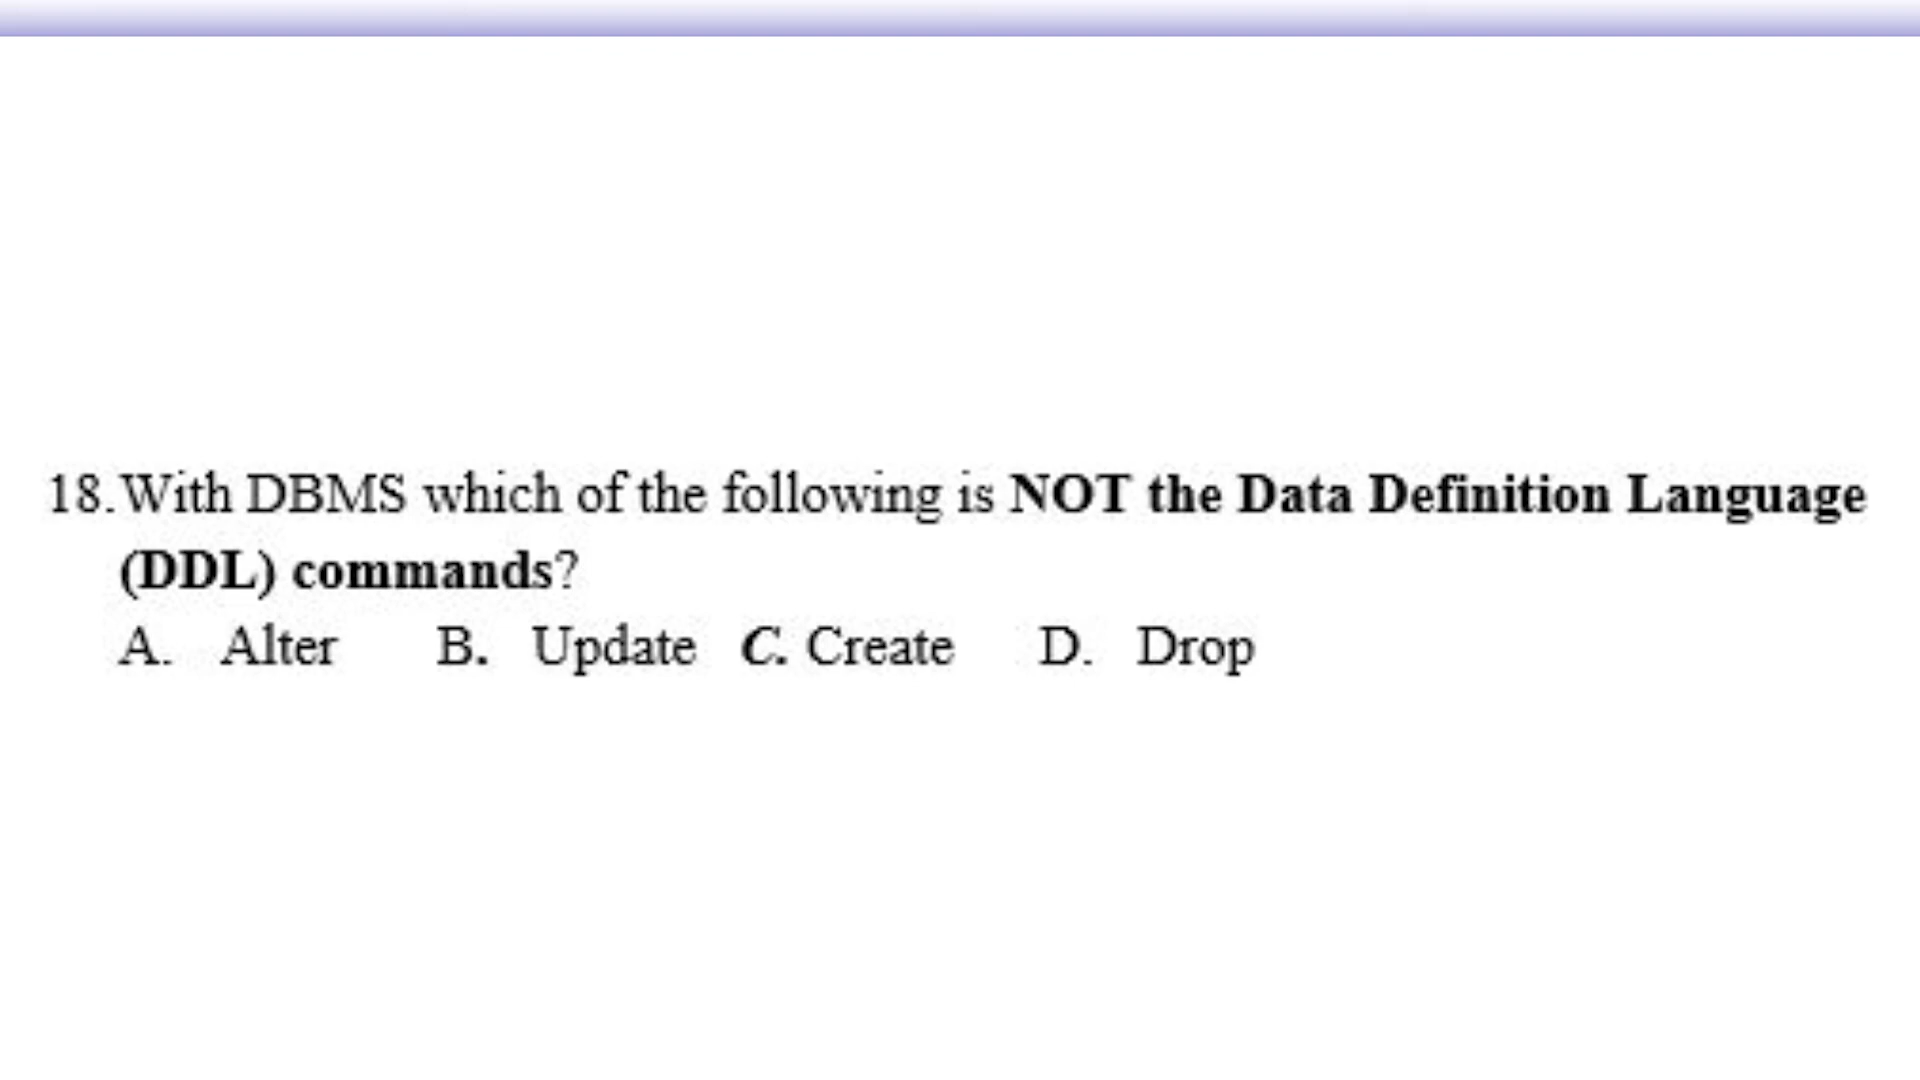 18. With DBMS which of the following is NOT the Data Definition Language
(DDL) commands?
A. Alter B. Update C. Create D. Drop